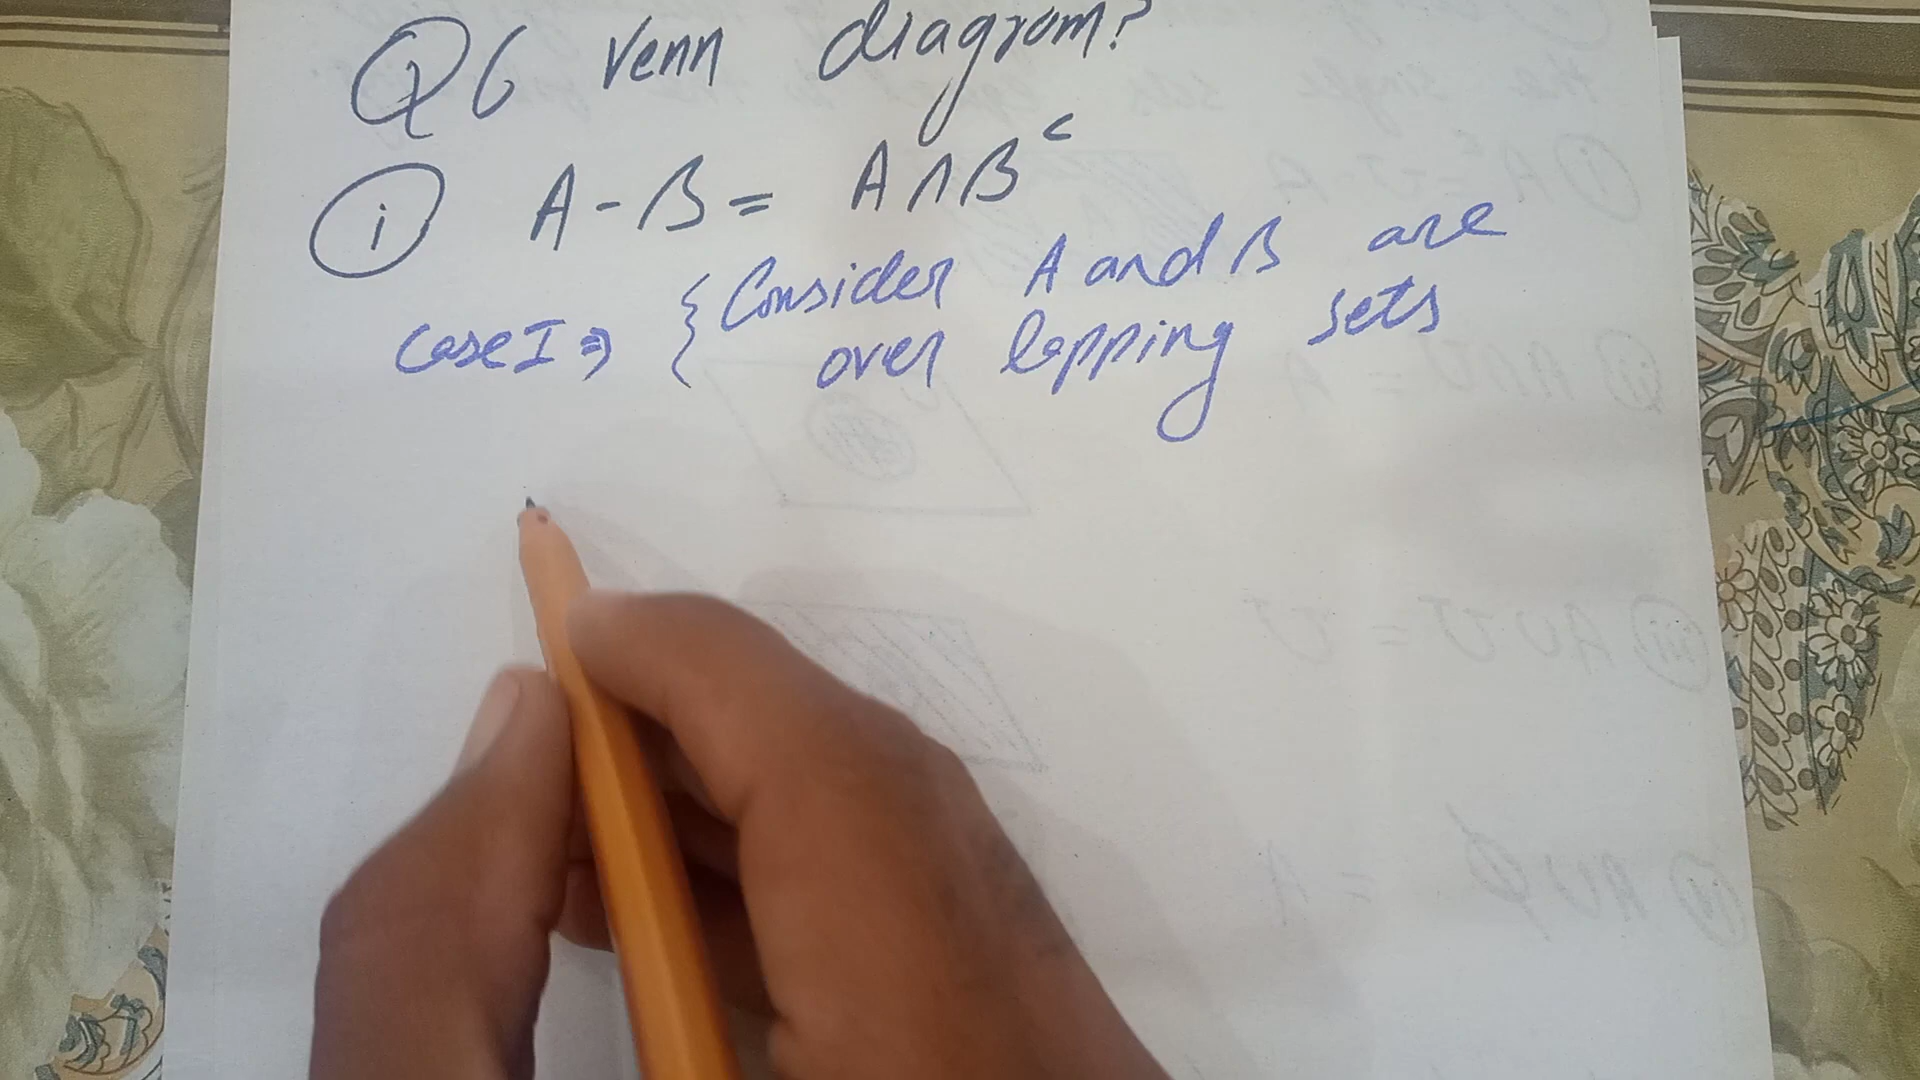 Q6 Venn diagram?
i A - B = A ∩ B^c
Case I ⇒ { Consider A and B are
over lapping sets